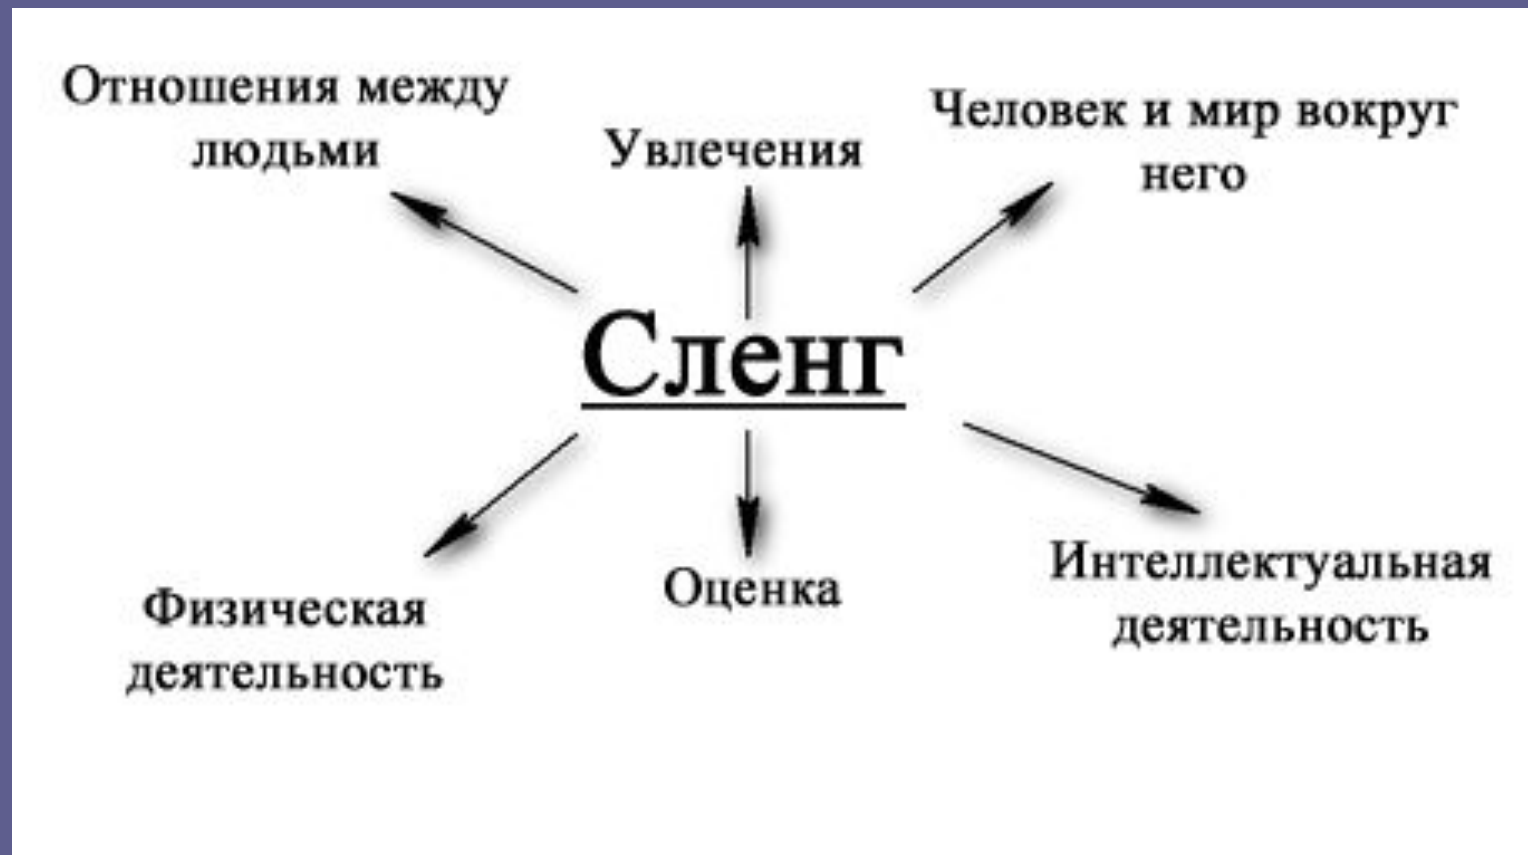 Отношения между
людьми
Увлечения
Человек и мир вокруг
него
Сленг
Физическая
деятельность
Оценка
Интеллектуальная
деятельность